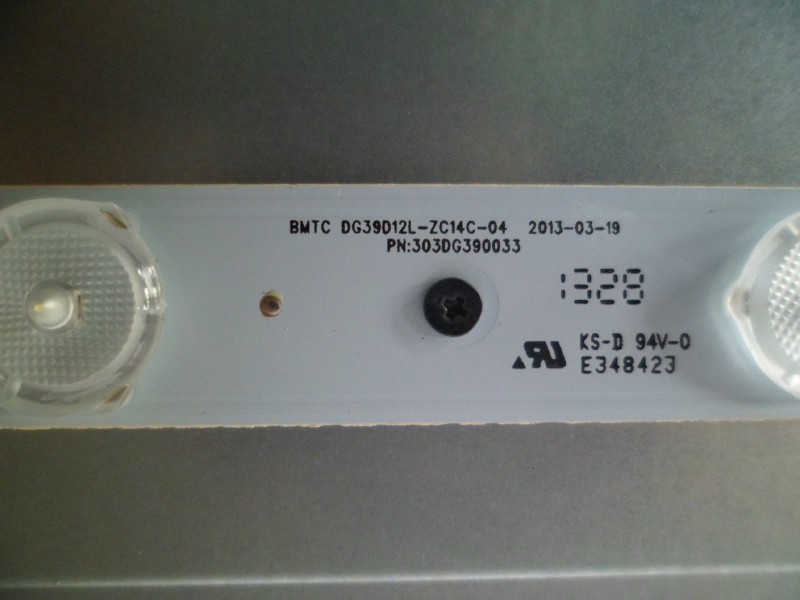 BMTC DG39D12L-ZC14C-04 2013-03-19
PN:303DG390033
1328
KS-D 94V-0
E348423